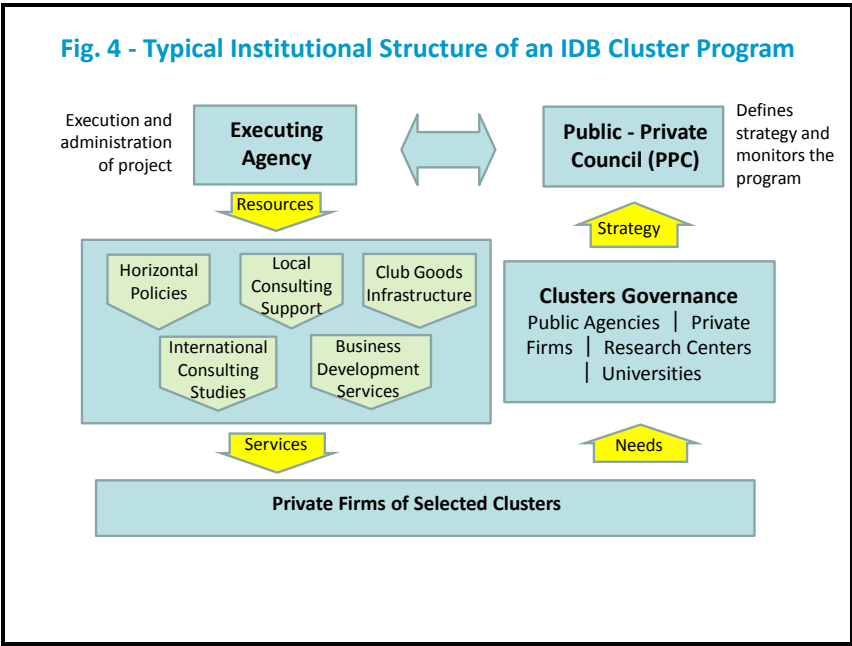 Fig. 4 - Typical Institutional Structure of an IDB Cluster Program
Execution and
administration
of project
Executing
Agency
Public - Private
Council (PPC)
Defines
strategy and
monitors the
program
Resources
Strategy
Horizontal
Policies
Local
Consulting
Support
Club Goods
Infrastructure
International
Consulting
Studies
Business
Development
Services
Clusters Governance
Public Agencies | Private
Firms | Research Centers
| Universities
Services
Needs
Private Firms of Selected Clusters